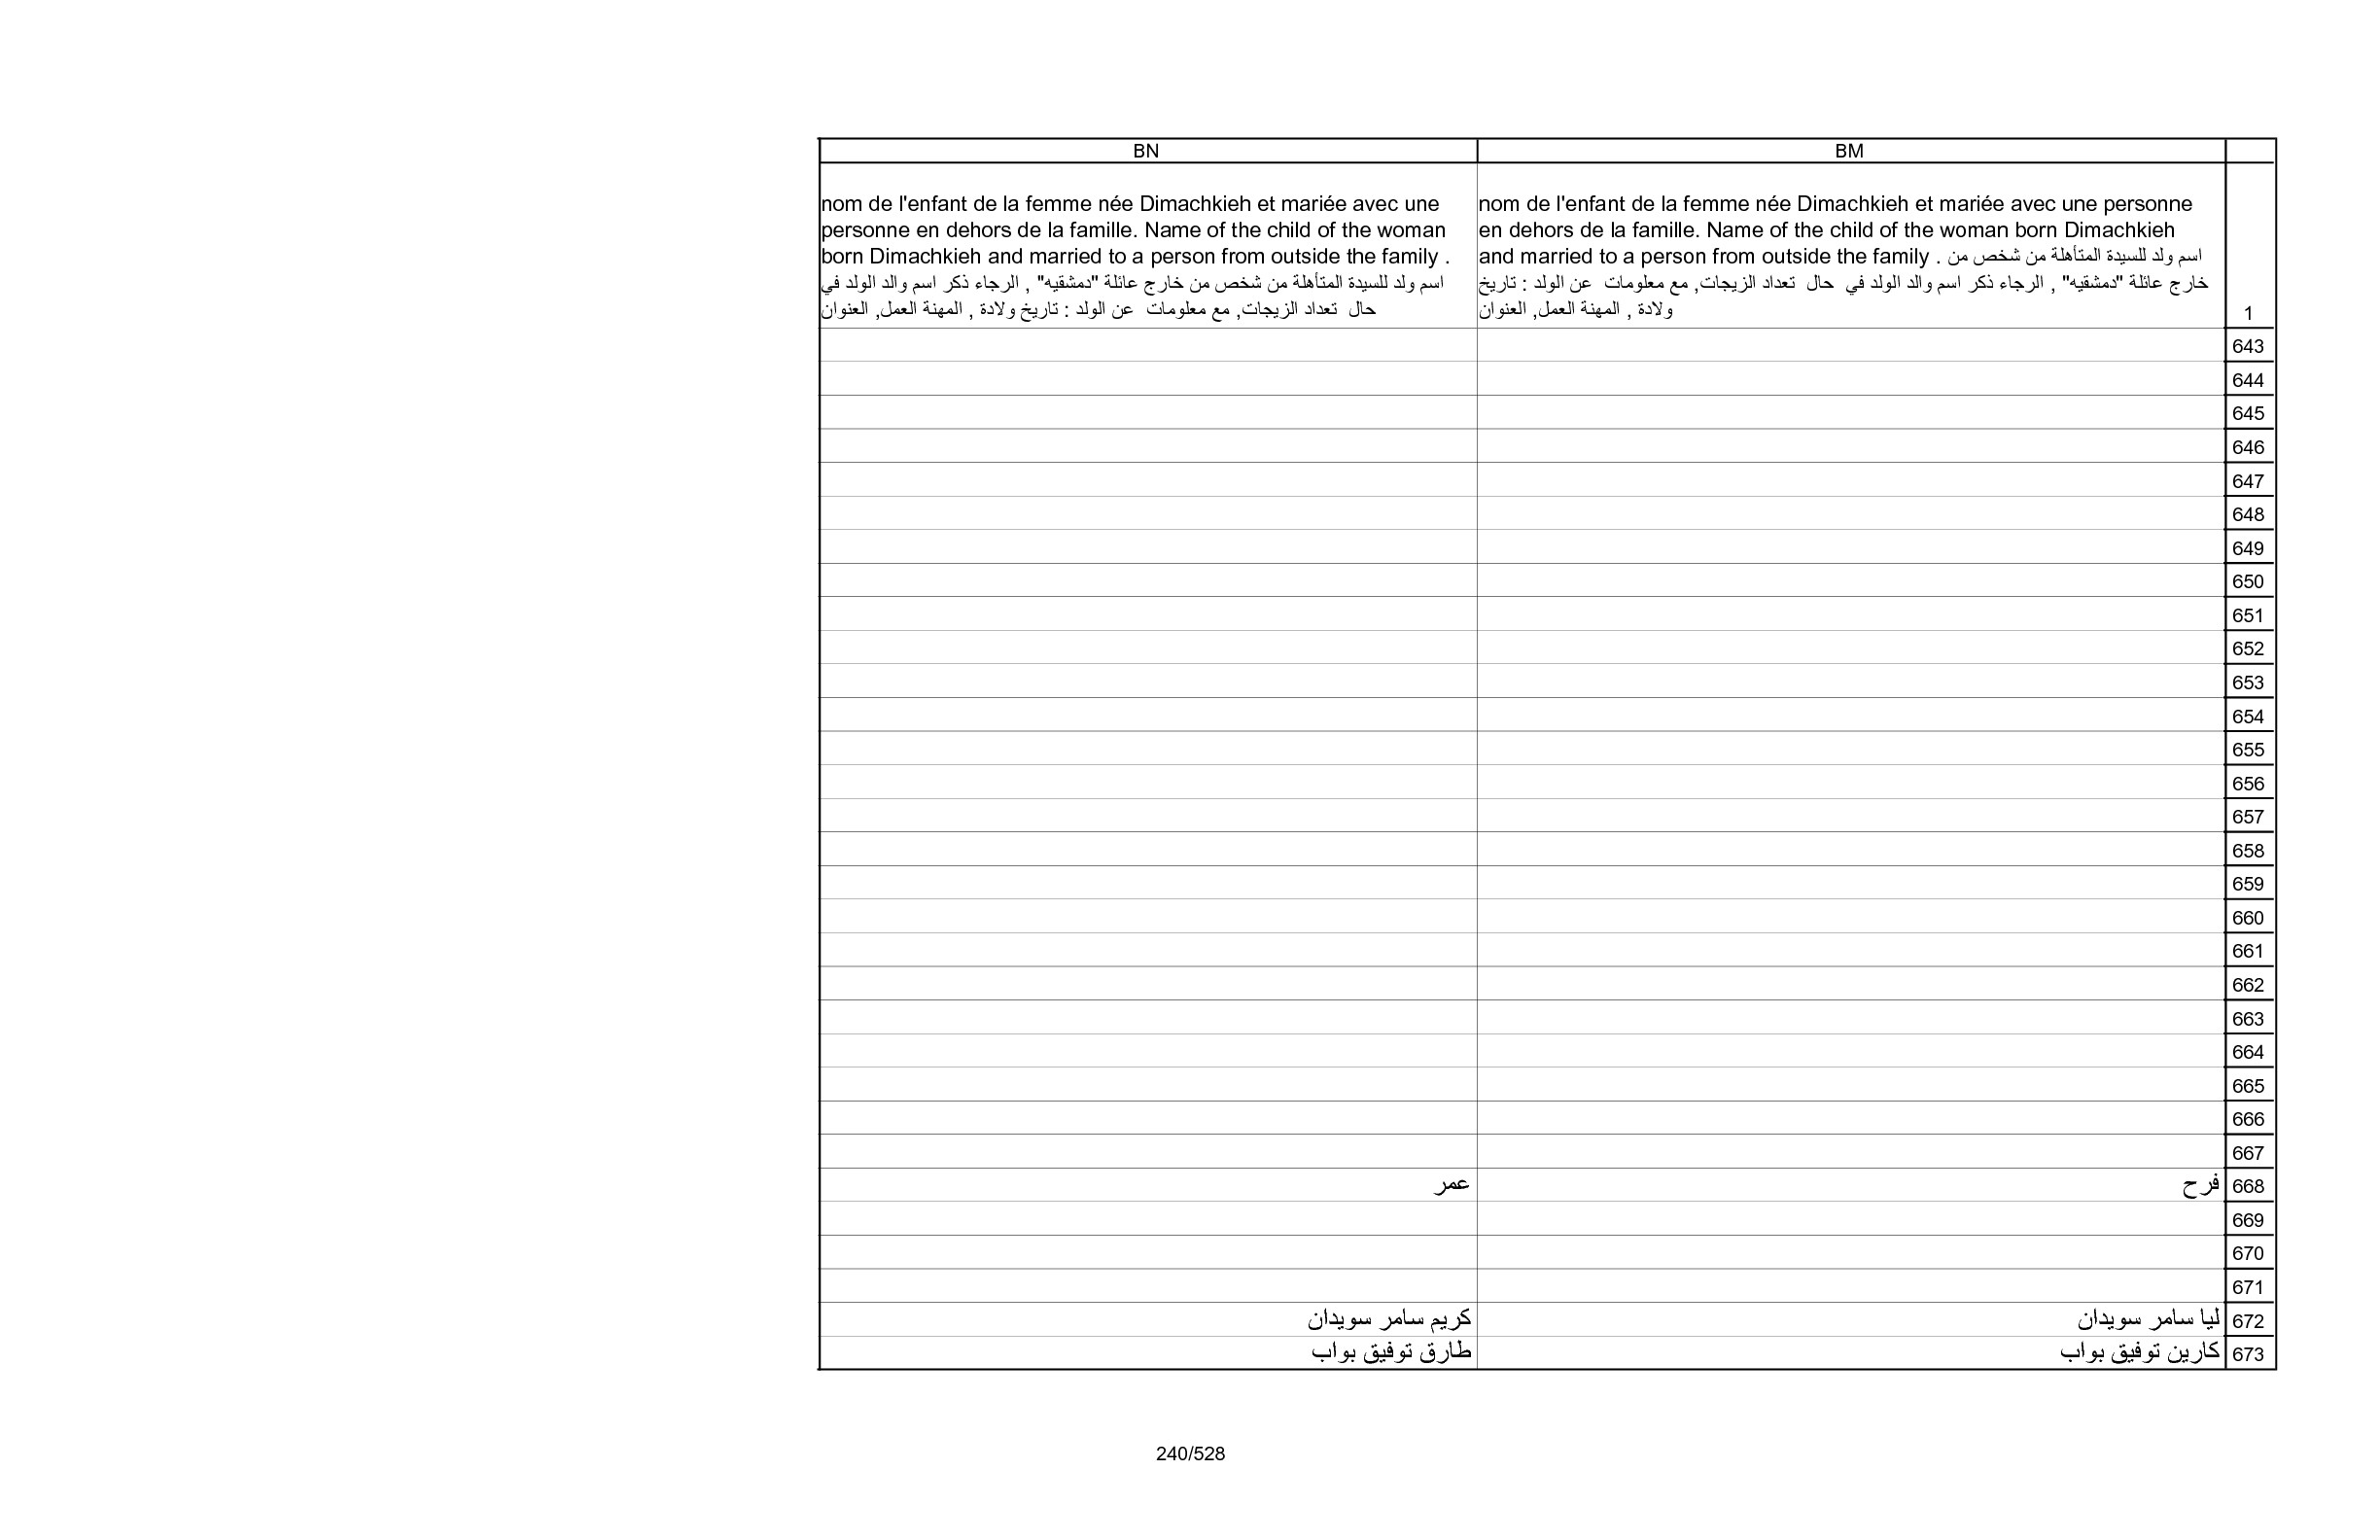 BN BM
nom de l'enfant de la femme née Dimachkieh et mariée avec une
personne en dehors de la famille. Name of the child of the woman
born Dimachkieh and married to a person from outside the family .
اسم ولد للسيدة المتأهلة من شخص من خارج عائلة "دمشقيه" , الرجاء ذكر اسم والد الولد في
حال  تعداد الزيجات, مع معلومات  عن الولد : تاريخ ولادة , المهنة العمل, العنوان
nom de l'enfant de la femme née Dimachkieh et mariée avec une personne
en dehors de la famille. Name of the child of the woman born Dimachkieh
and married to a person from outside the family . اسم ولد للسيدة المتأهلة من شخص من
خارج عائلة "دمشقيه" , الرجاء ذكر اسم والد الولد في  حال  تعداد الزيجات, مع معلومات  عن الولد : تاريخ
ولادة , المهنة العمل, العنوان
1
643
644
645
646
647
648
649
650
651
652
653
654
655
656
657
658
659
660
661
662
663
664
665
666
667
عمر فرح 668
669
670
671
كريم سامر سويدان ليا سامر سويدان 672
طارق توفيق بواب كارين توفيق بواب 673
240/528